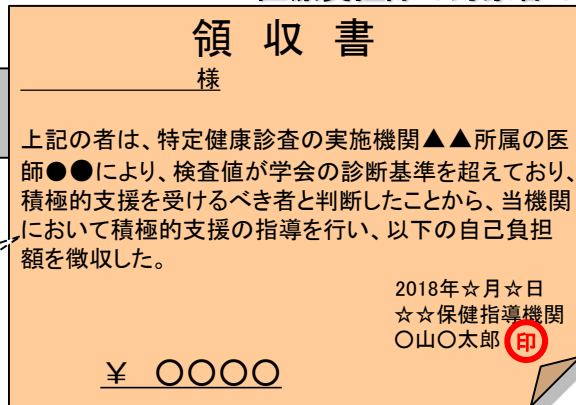 領 収 書
様
上記の者は、特定健康診査の実施機関▲▲所属の医
師●●により、検査値が学会の診断基準を超えており、
積極的支援を受けるべき者と判断したことから、当機関
において積極的支援の指導を行い、以下の自己負担
額を徴収した。
2018年☆月☆日
☆☆保健指導機関
○山○太郎 印
¥ ○○○○